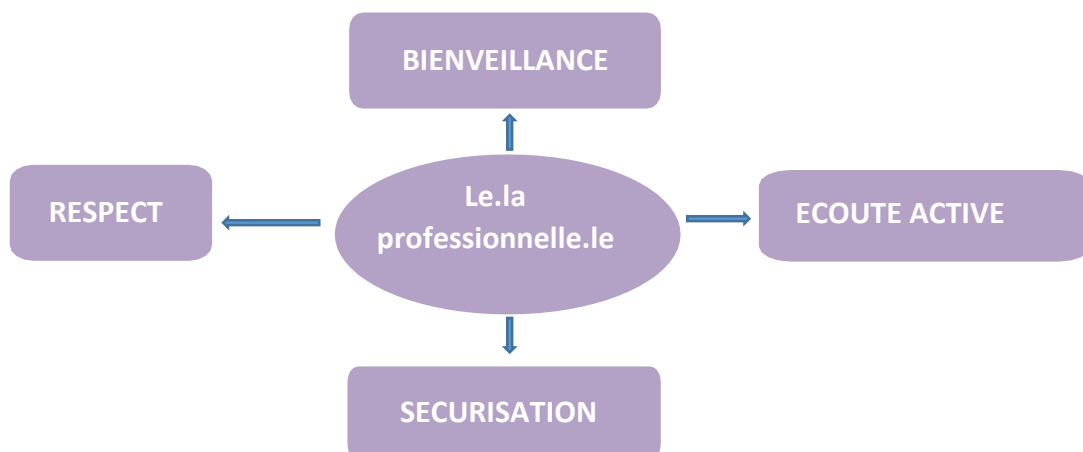 BIENVEILLANCE
RESPECT
Le.la
professionnelle.le
ECOUTE ACTIVE
SECURISATION